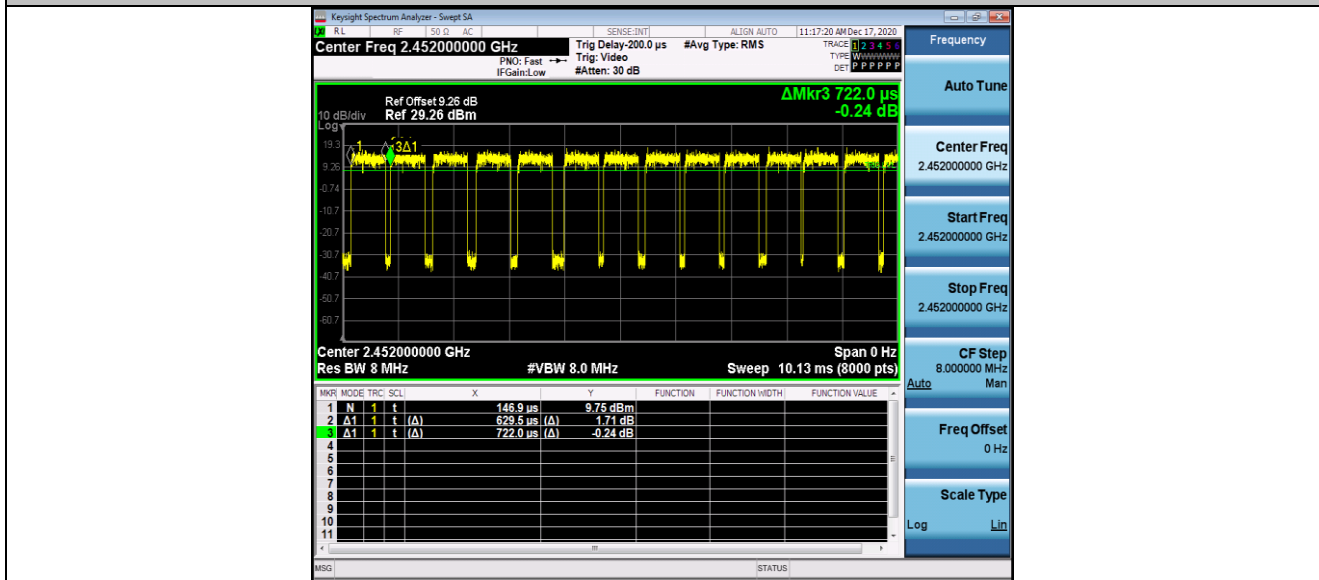 Keysight Spectrum Analyzer - Swept SA
RL RF 50 Ω AC SENSE:INT ALIGN AUTO 11:17:20 AM Dec 17, 2020
Center Freq 2.452000000 GHz
PNO: Fast
IFGain:Low
Trig Delay-200.0 µs
Trig: Video
#Atten: 30 dB
#Avg Type: RMS
TRACE 1 2 3 4 5 6
TYPE W
DET P P P P P P
ΔMkr3 722.0 µs
-0.24 dB
Ref Offset 9.26 dB
10 dB/div Ref 29.26 dBm
Log
19.3
9.26
-0.74
-10.7
-20.7
-30.7
-40.7
-50.7
-60.7
1
3Δ1
Center 2.452000000 GHz Span 0 Hz
Res BW 8 MHz #VBW 8.0 MHz Sweep 10.13 ms (8000 pts)
MKR MODE TRC SCL X Y FUNCTION FUNCTION WIDTH FUNCTION VALUE
1 N 1 t 146.9 µs 9.75 dBm
2 Δ1 1 t (Δ) 629.5 µs (Δ) 1.71 dB
3 Δ1 1 t (Δ) 722.0 µs (Δ) -0.24 dB
4
5
6
7
8
9
10
11
MSG STATUS
Frequency
Auto Tune
Center Freq
2.452000000 GHz
Start Freq
2.452000000 GHz
Stop Freq
2.452000000 GHz
CF Step
8.000000 MHz
Auto Man
Freq Offset
0 Hz
Scale Type
Log Lin